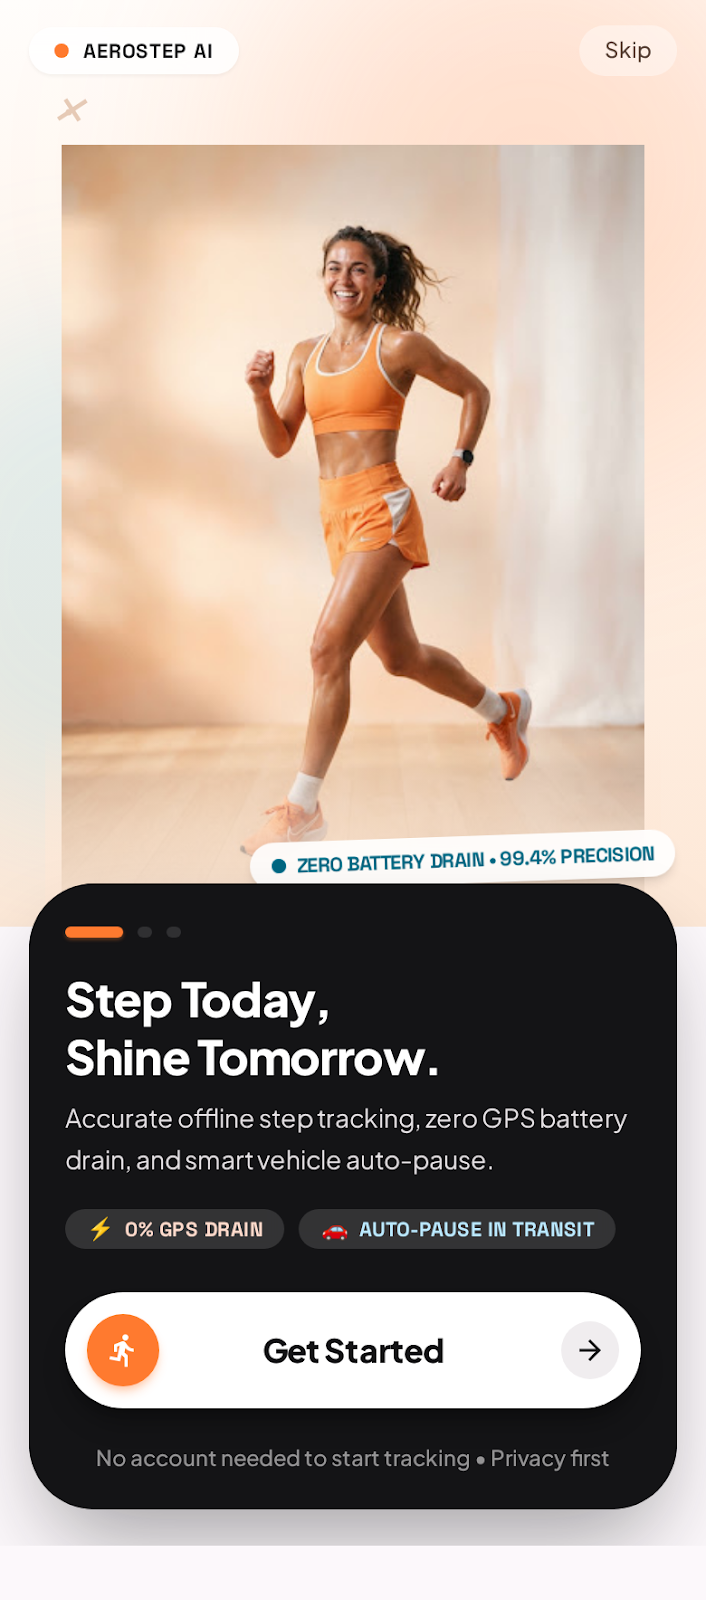 AEROSTEP AI
Skip
ZERO BATTERY DRAIN • 99.4% PRECISION
Step Today,
Shine Tomorrow.
Accurate offline step tracking, zero GPS battery
drain, and smart vehicle auto-pause.
⚡ 0% GPS DRAIN
🚗 AUTO-PAUSE IN TRANSIT
Get Started
No account needed to start tracking • Privacy first